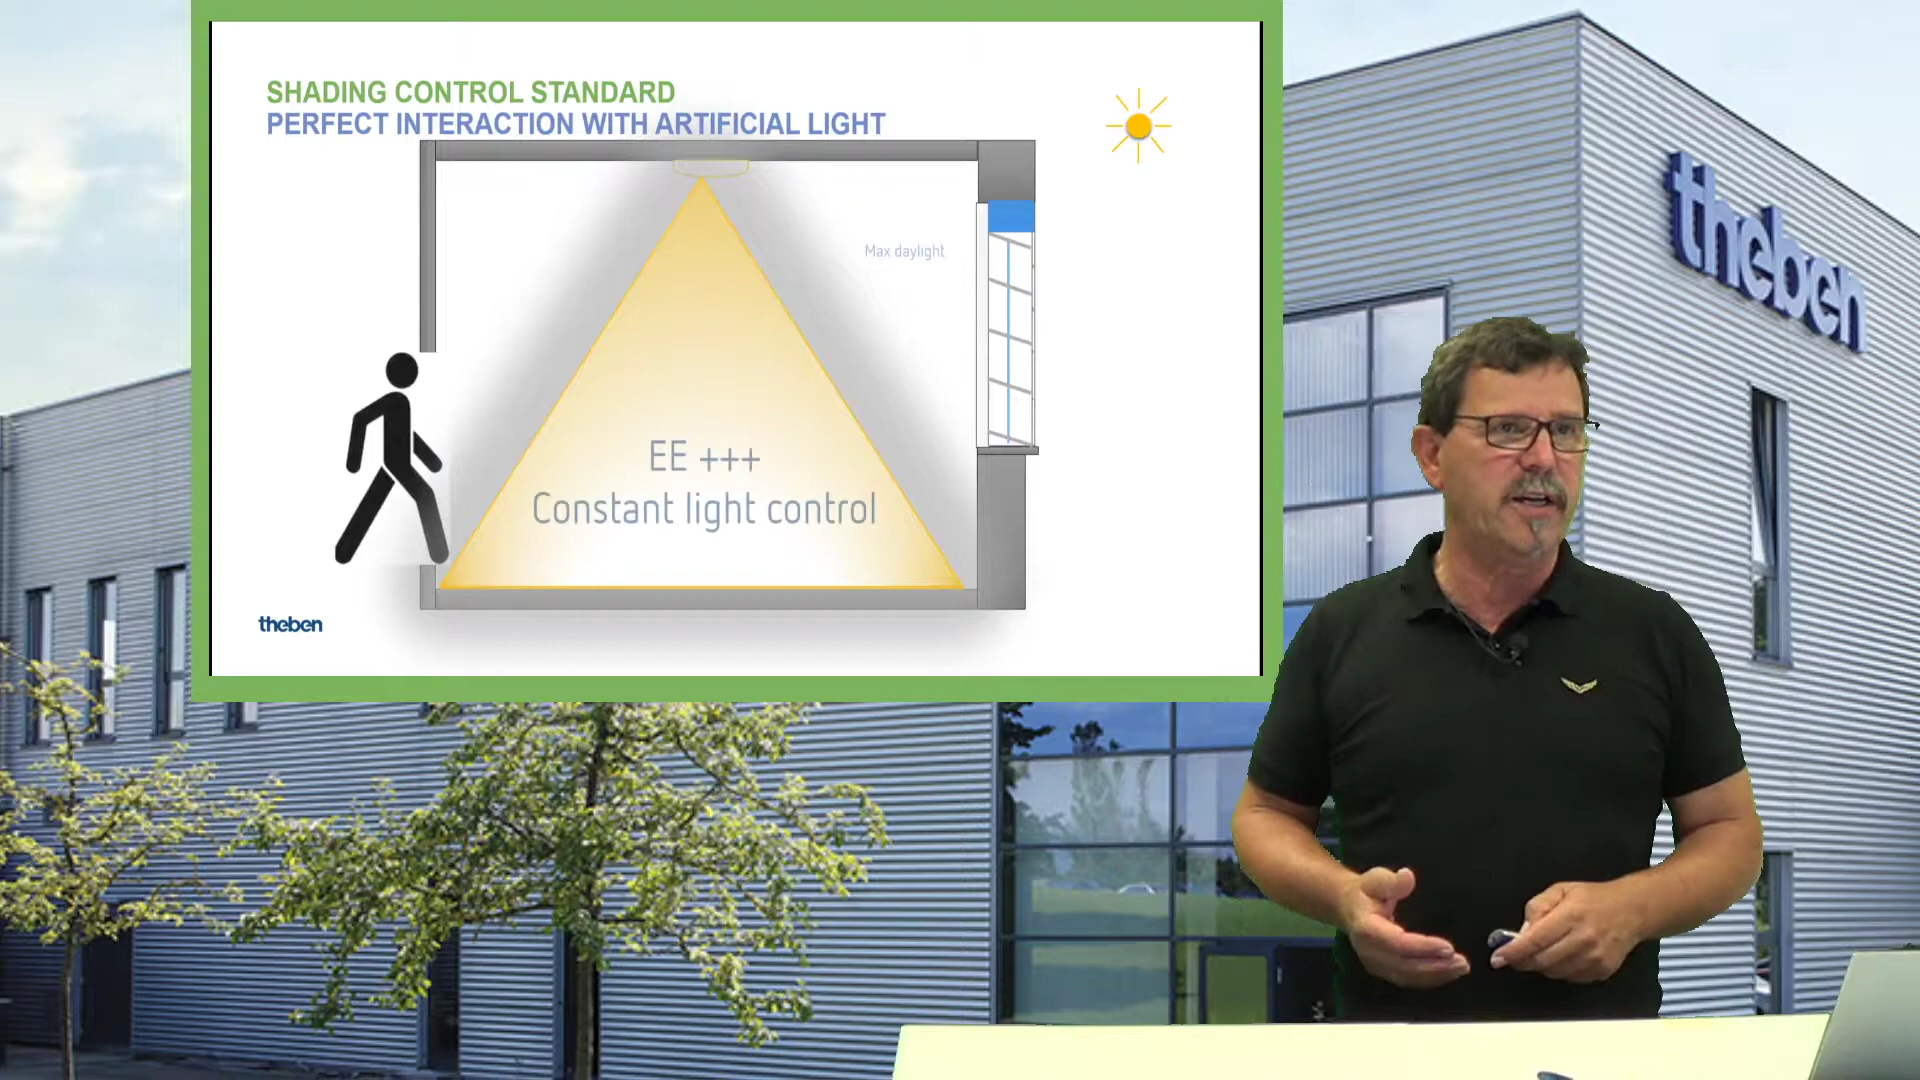 SHADING CONTROL STANDARD
PERFECT INTERACTION WITH ARTIFICIAL LIGHT
Max daylight
EE +++
Constant light control
theben
theben